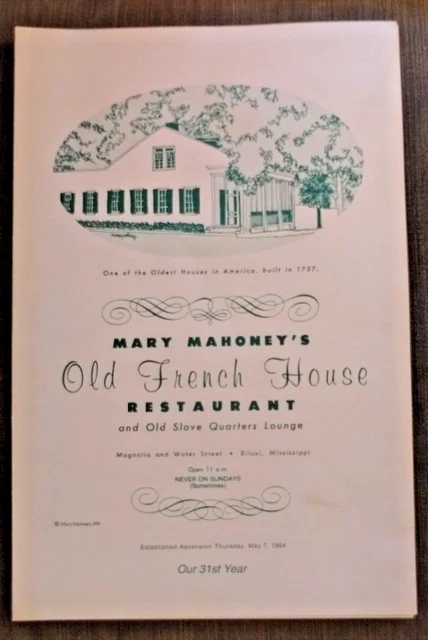 One of the Oldest Houses in America, built in 1737.
MARY MAHONEY'S
Old French House
RESTAURANT
and Old Slave Quarters Lounge
Magnolia and Water Street • Biloxi, Mississippi
Open 11 a.m.
NEVER ON SUNDAYS
(Sometimes)
© Mary Mahoney,
Established Ascension Thursday, May 7, 1964
Our 31st Year